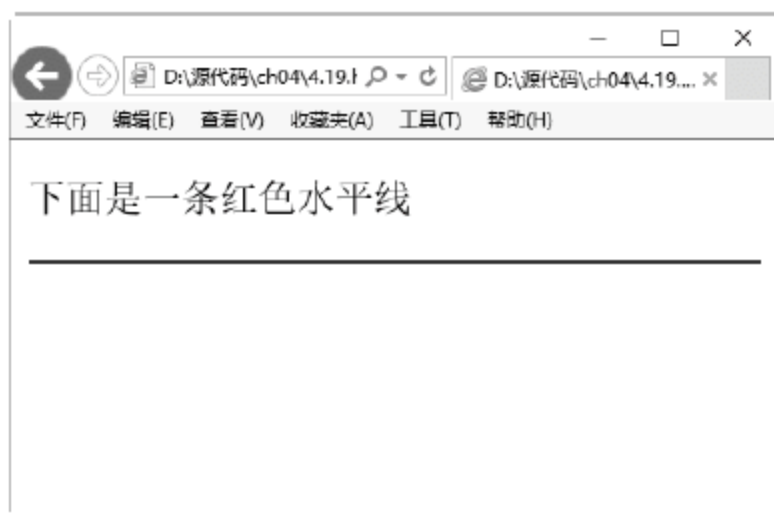 D:\源代码\ch04\4.19.h
D:\源代码\ch04\4.19....
文件(F) 编辑(E) 查看(V) 收藏夹(A) 工具(T) 帮助(H)
下面是一条红色水平线